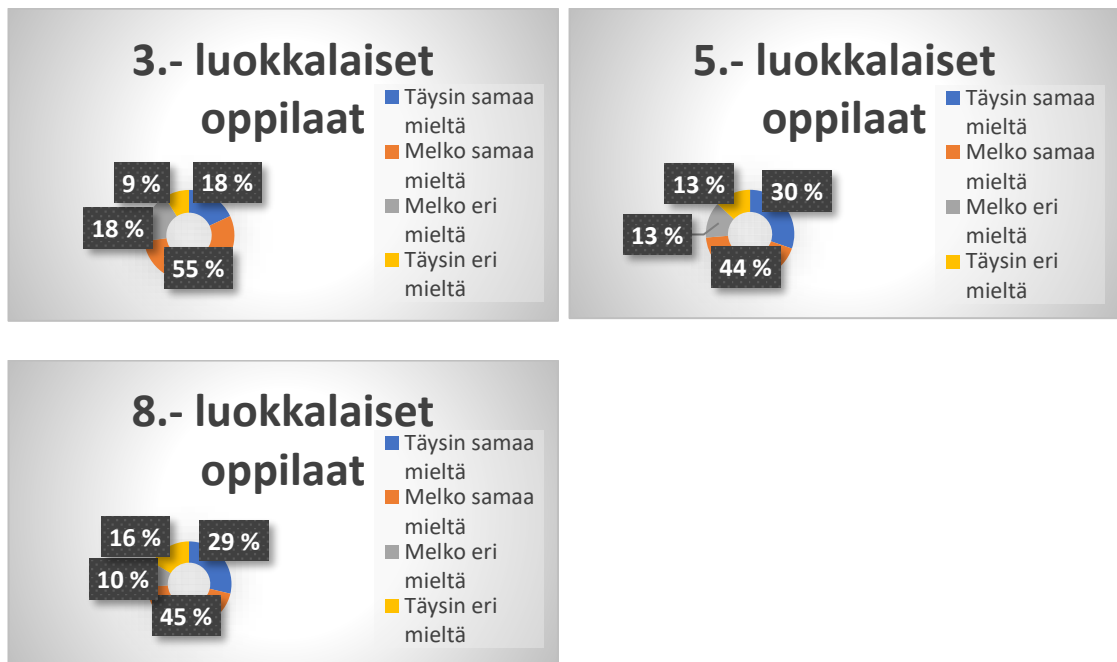 3.- luokkalaiset
oppilaat
Täysin samaa
mieltä
Melko samaa
mieltä
Melko eri
mieltä
Täysin eri
mieltä
9 %
18 %
18 %
55 %
5.- luokkalaiset
oppilaat
Täysin samaa
mieltä
Melko samaa
mieltä
Melko eri
mieltä
Täysin eri
mieltä
13 %
30 %
13 %
44 %
8.- luokkalaiset
oppilaat
Täysin samaa
mieltä
Melko samaa
mieltä
Melko eri
mieltä
Täysin eri
mieltä
16 %
29 %
10 %
45 %